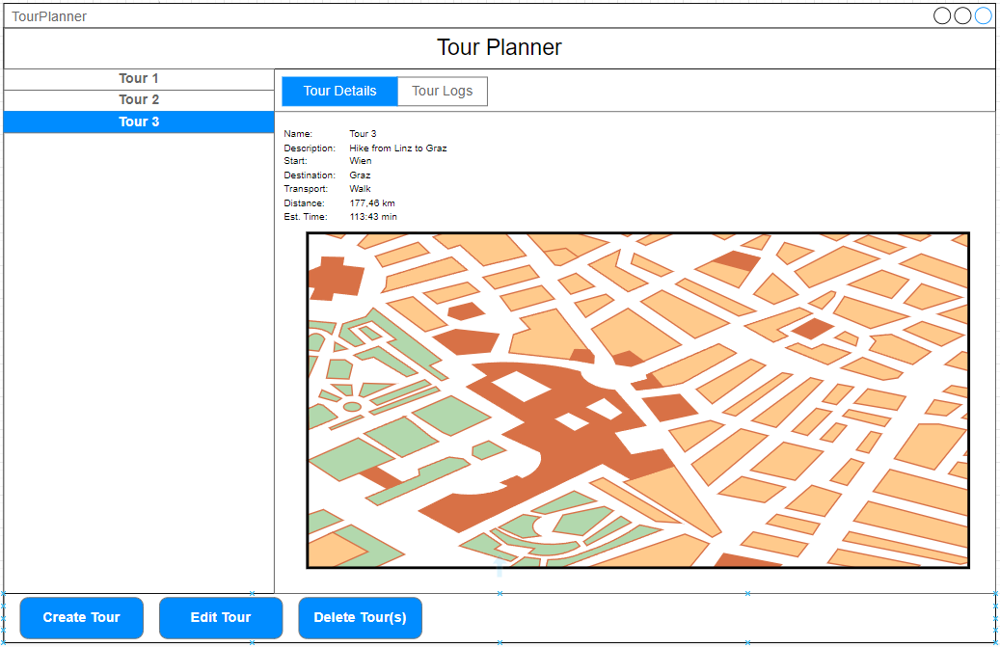 TourPlanner
Tour Planner
Tour 1
Tour 2
Tour 3
Tour Details Tour Logs
Name: Tour 3
Description: Hike from Linz to Graz
Start: Wien
Destination: Graz
Transport: Walk
Distance: 177,46 km
Est. Time: 113:43 min
Create Tour Edit Tour Delete Tour(s)